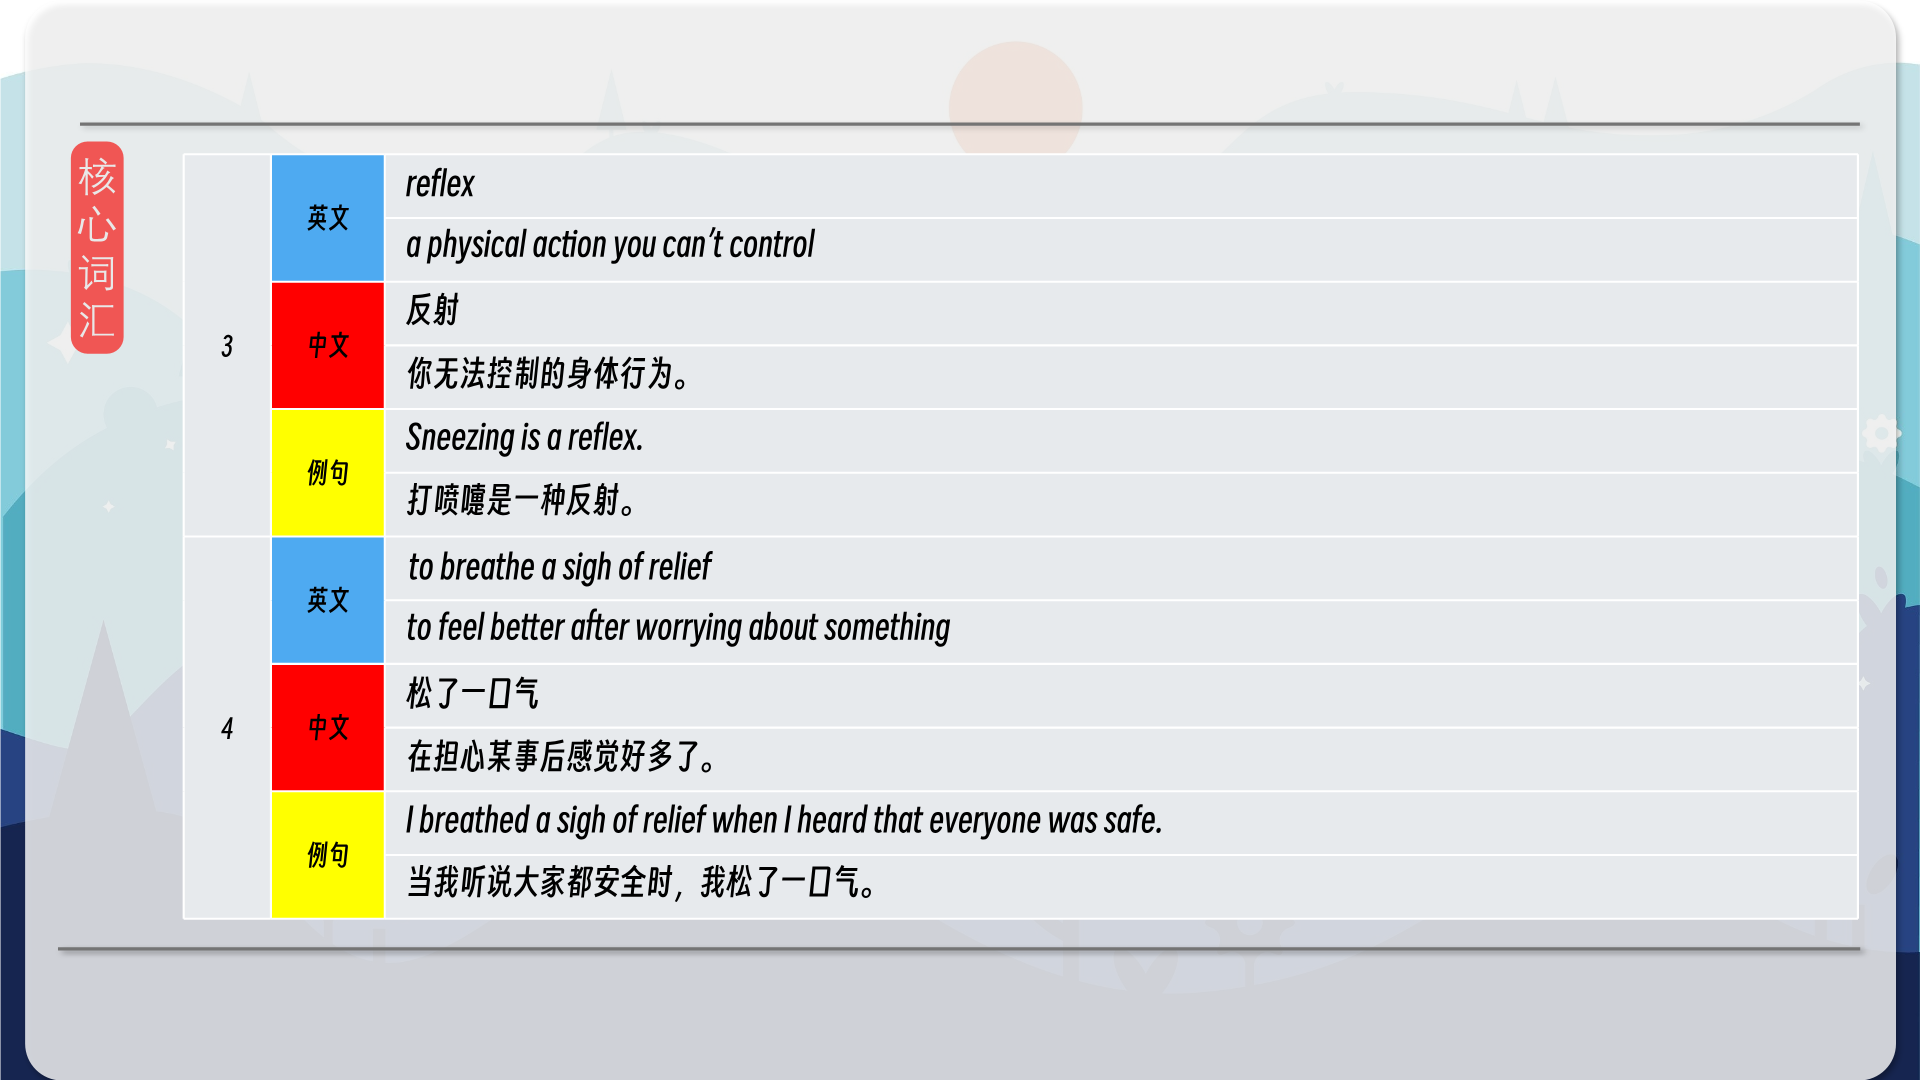 核心词汇
3
英文
reflex
a physical action you can’t control
中文
反射
你无法控制的身体行为。
例句
Sneezing is a reflex.
打喷嚏是一种反射。
4
英文
to breathe a sigh of relief
to feel better after worrying about something
中文
松了一口气
在担心某事后感觉好多了。
例句
I breathed a sigh of relief when I heard that everyone was safe.
当我听说大家都安全时，我松了一口气。